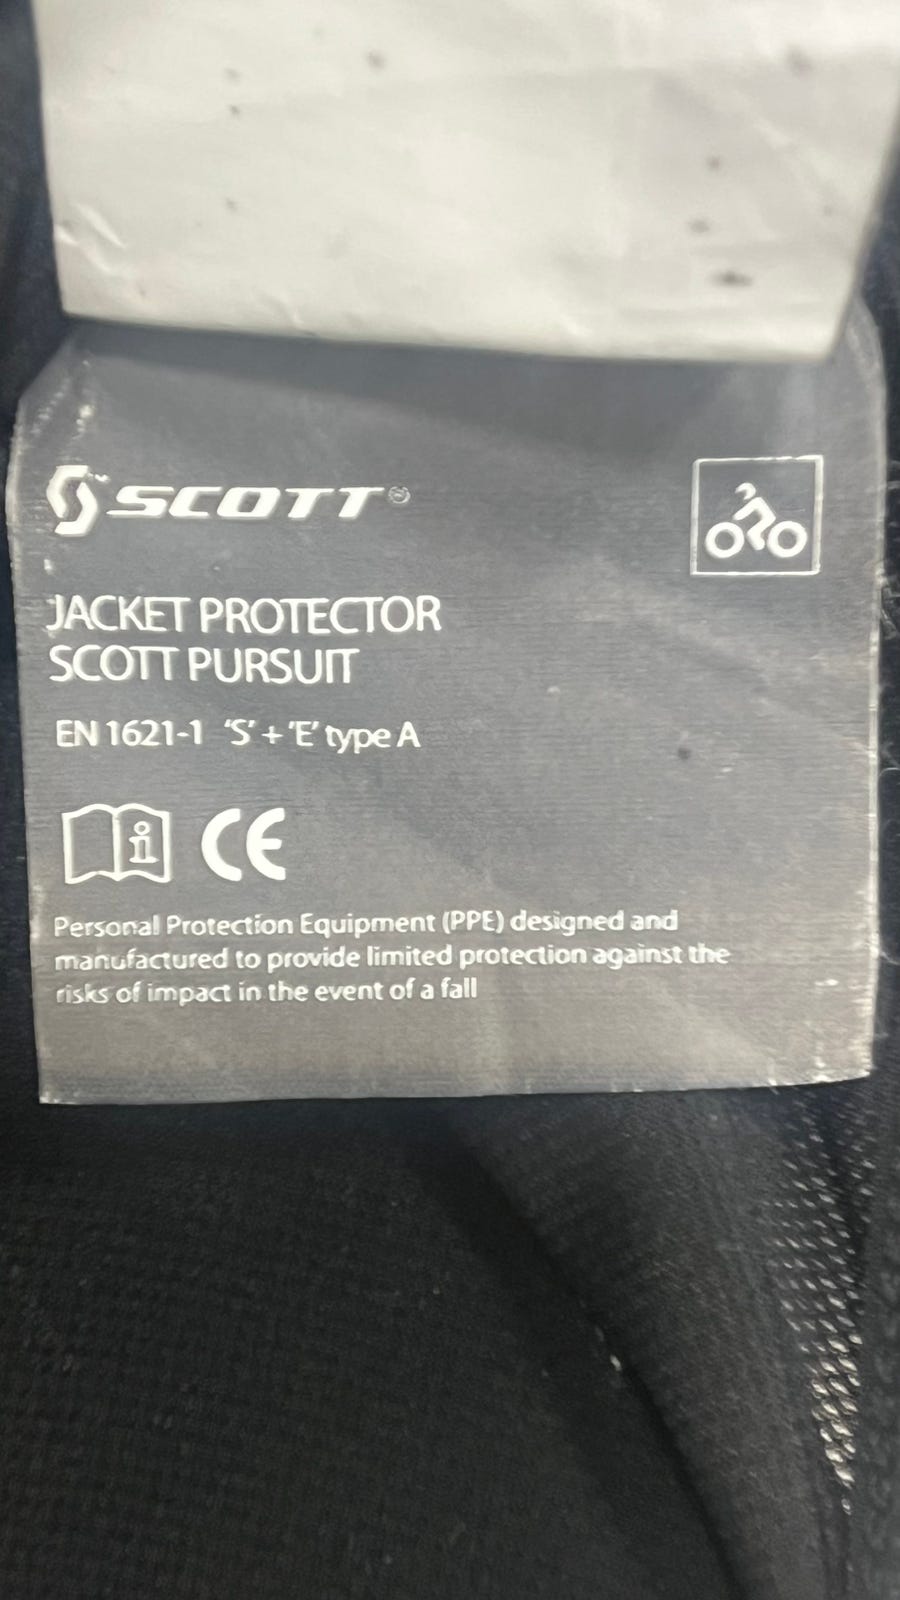 SCOTT®
JACKET PROTECTOR
SCOTT PURSUIT
EN 1621-1 'S' + 'E' type A
i CE
Personal Protection Equipment (PPE) designed and
manufactured to provide limited protection against the
risks of impact in the event of a fall